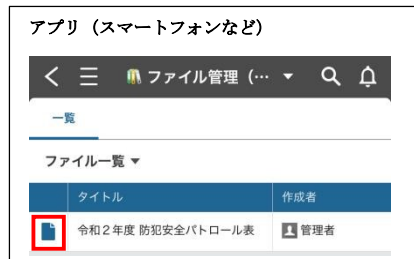 アプリ（スマートフォンなど）
ファイル管理（…
一覧
ファイル一覧 ▼
タイトル 作成者
令和２年度 防犯安全パトロール表 管理者